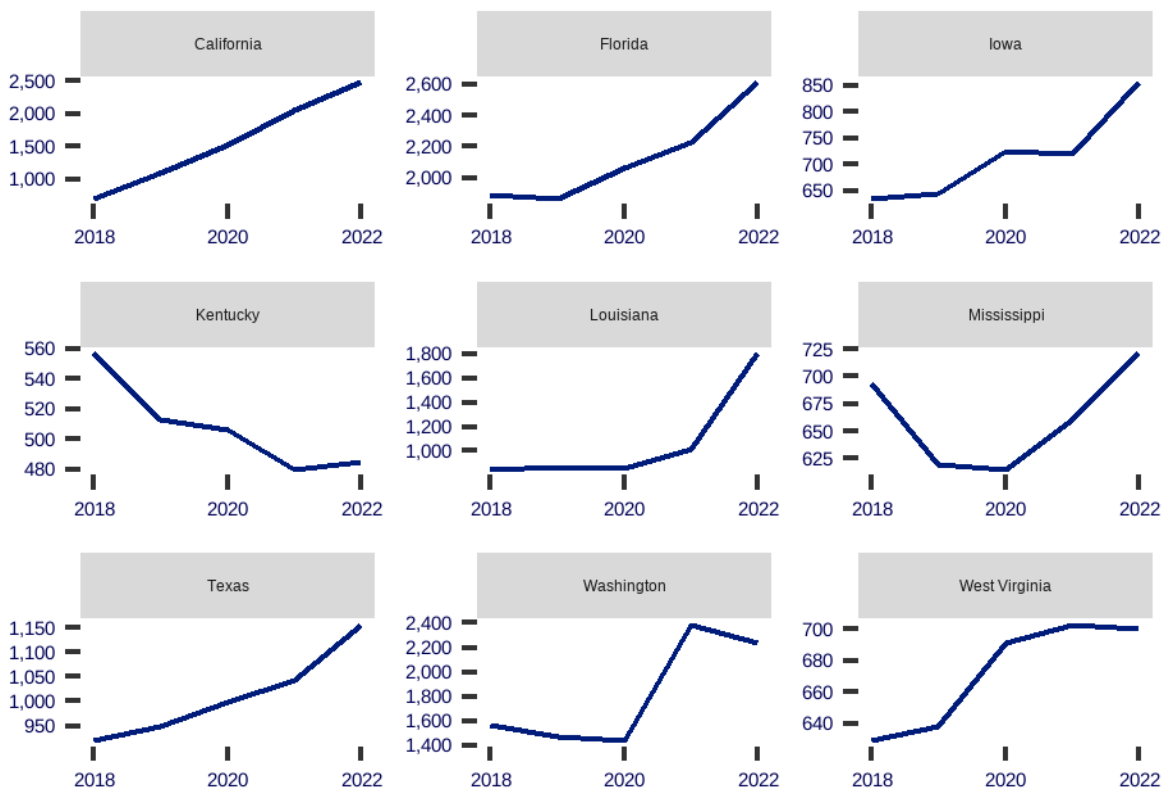 California
2,500
2,000
1,500
1,000
2018 2020 2022
Florida
2,600
2,400
2,200
2,000
2018 2020 2022
Iowa
850
800
750
700
650
2018 2020 2022
Kentucky
560
540
520
500
480
2018 2020 2022
Louisiana
1,800
1,600
1,400
1,200
1,000
2018 2020 2022
Mississippi
725
700
675
650
625
2018 2020 2022
Texas
1,150
1,100
1,050
1,000
950
2018 2020 2022
Washington
2,400
2,200
2,000
1,800
1,600
1,400
2018 2020 2022
West Virginia
700
680
660
640
2018 2020 2022